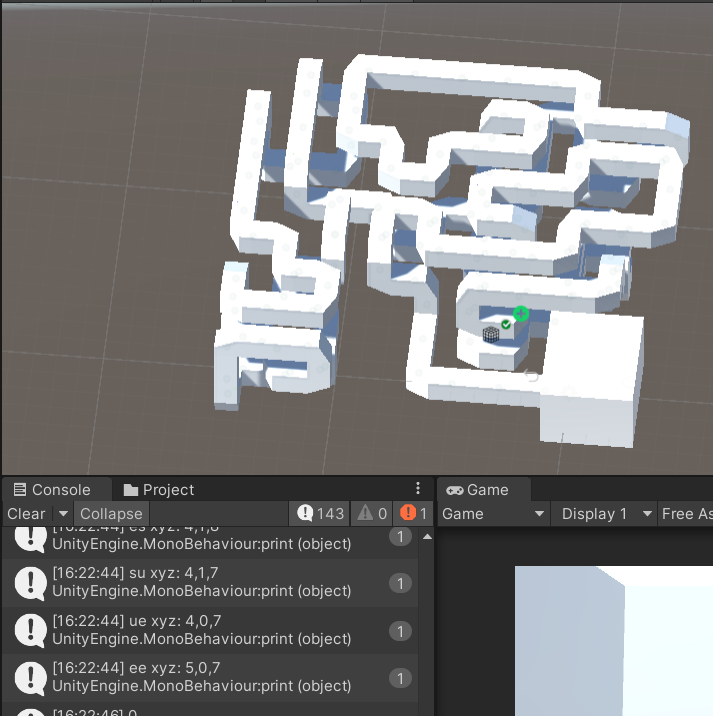 Console
Project
Game
Clear
Collapse
143
0
1
Game
Display 1
Free As
[16:22:44] es xyz: 4,1,8
UnityEngine.MonoBehaviour:print (object)
1
[16:22:44] su xyz: 4,1,7
UnityEngine.MonoBehaviour:print (object)
1
[16:22:44] ue xyz: 4,0,7
UnityEngine.MonoBehaviour:print (object)
1
[16:22:44] ee xyz: 5,0,7
UnityEngine.MonoBehaviour:print (object)
1
[16:22:46] 0